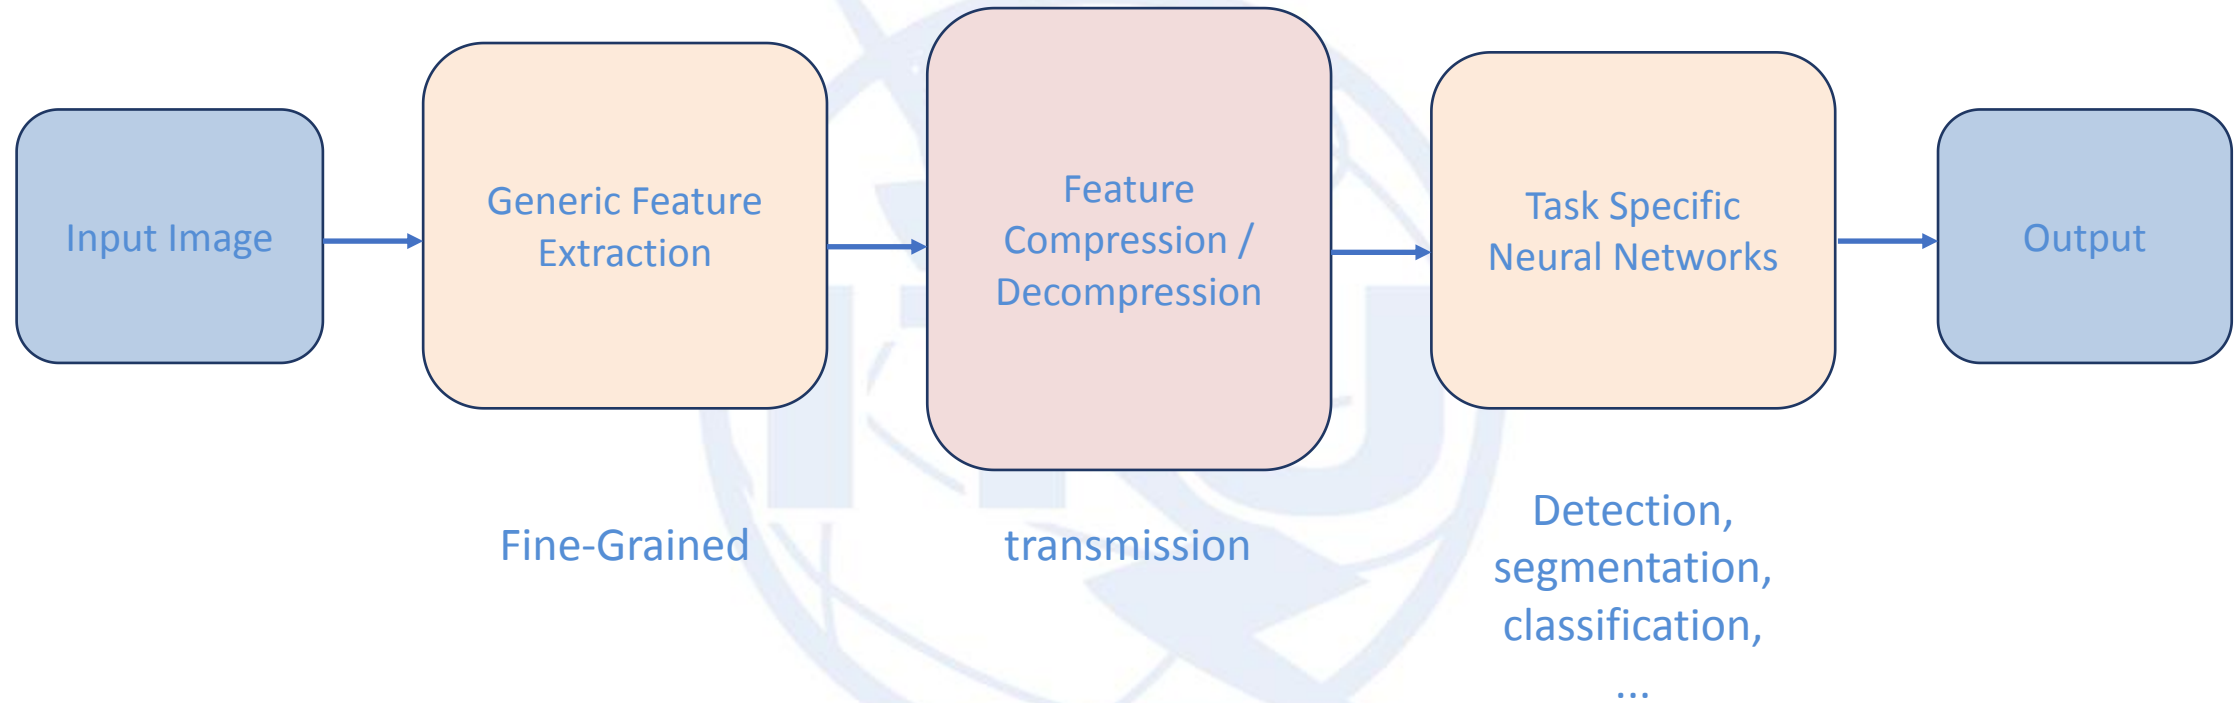 Input Image
Generic Feature
Extraction
Feature
Compression /
Decompression
Task Specific
Neural Networks
Output
Fine-Grained
transmission
Detection,
segmentation,
classification,
...
ITU